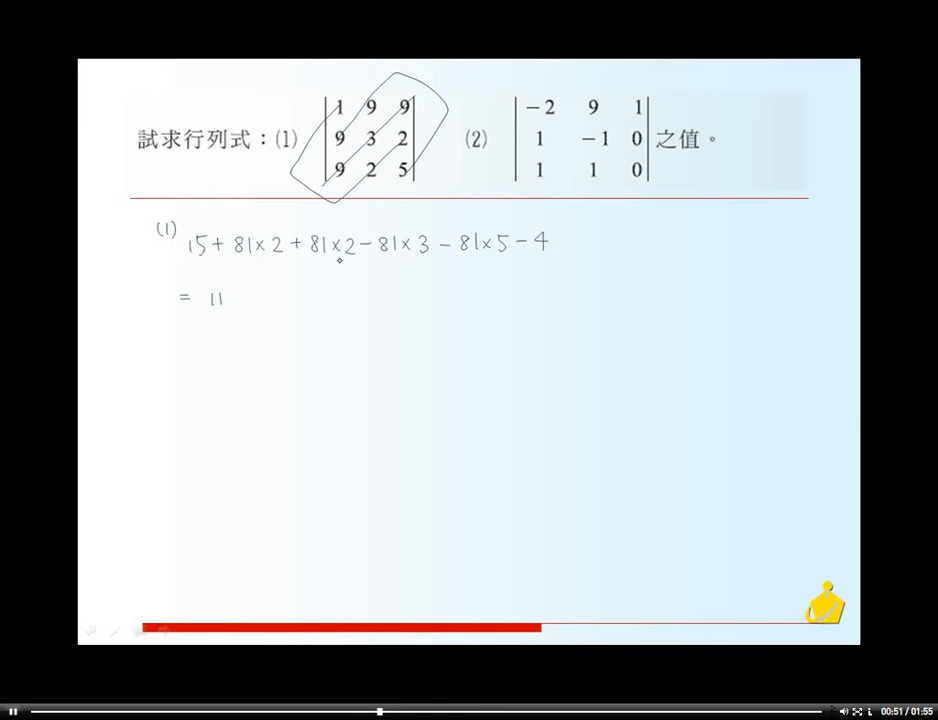 試求行列式：(1) |1 9 9| (2) |-2 9 1| 之值。
|9 3 2| |1 -1 0|
|9 2 5| |1 1 0|
(1) 15+81×2+81×2-81×3-81×5-4
= 11
00:51 / 01:55